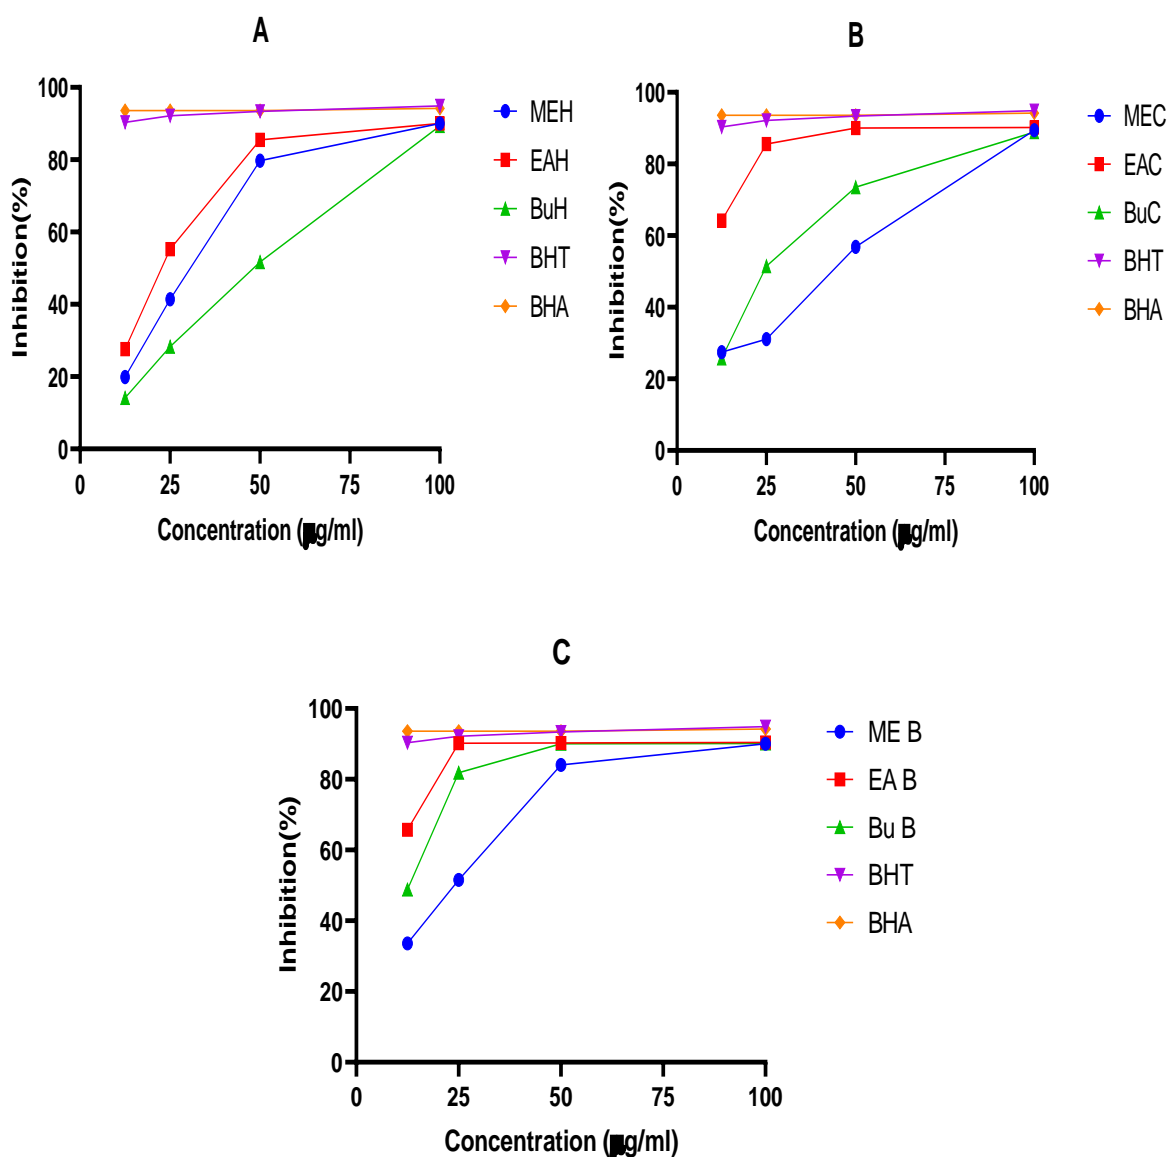 A
Inhibition(%)
100
80
60
40
20
0
0 25 50 75 100
Concentration (μg/ml)
MEH
EAH
BuH
BHT
BHA
B
Inhibition(%)
100
80
60
40
20
0
0 25 50 75 100
Concentration (μg/ml)
MEC
EAC
BuC
BHT
BHA
C
Inhibition(%)
100
80
60
40
20
0
0 25 50 75 100
Concentration (μg/ml)
ME B
EA B
Bu B
BHT
BHA